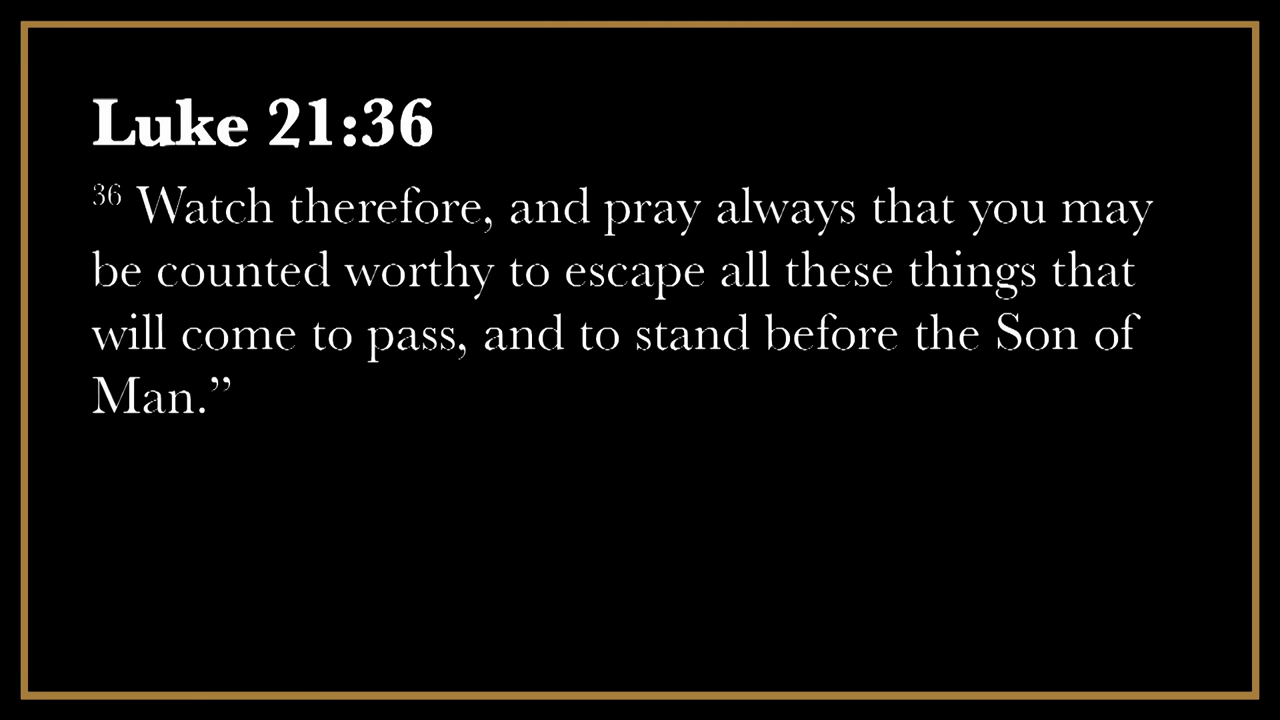 Luke 21:36
36 Watch therefore, and pray always that you may
be counted worthy to escape all these things that
will come to pass, and to stand before the Son of
Man.”